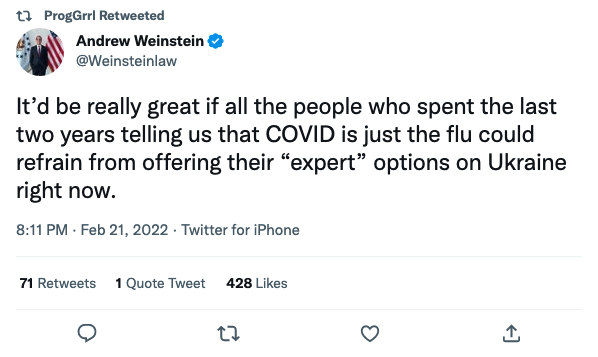 ProgGrrl Retweeted
Andrew Weinstein
@Weinsteinlaw
It’d be really great if all the people who spent the last
two years telling us that COVID is just the flu could
refrain from offering their “expert” options on Ukraine
right now.
8:11 PM · Feb 21, 2022 · Twitter for iPhone
71 Retweets 1 Quote Tweet 428 Likes